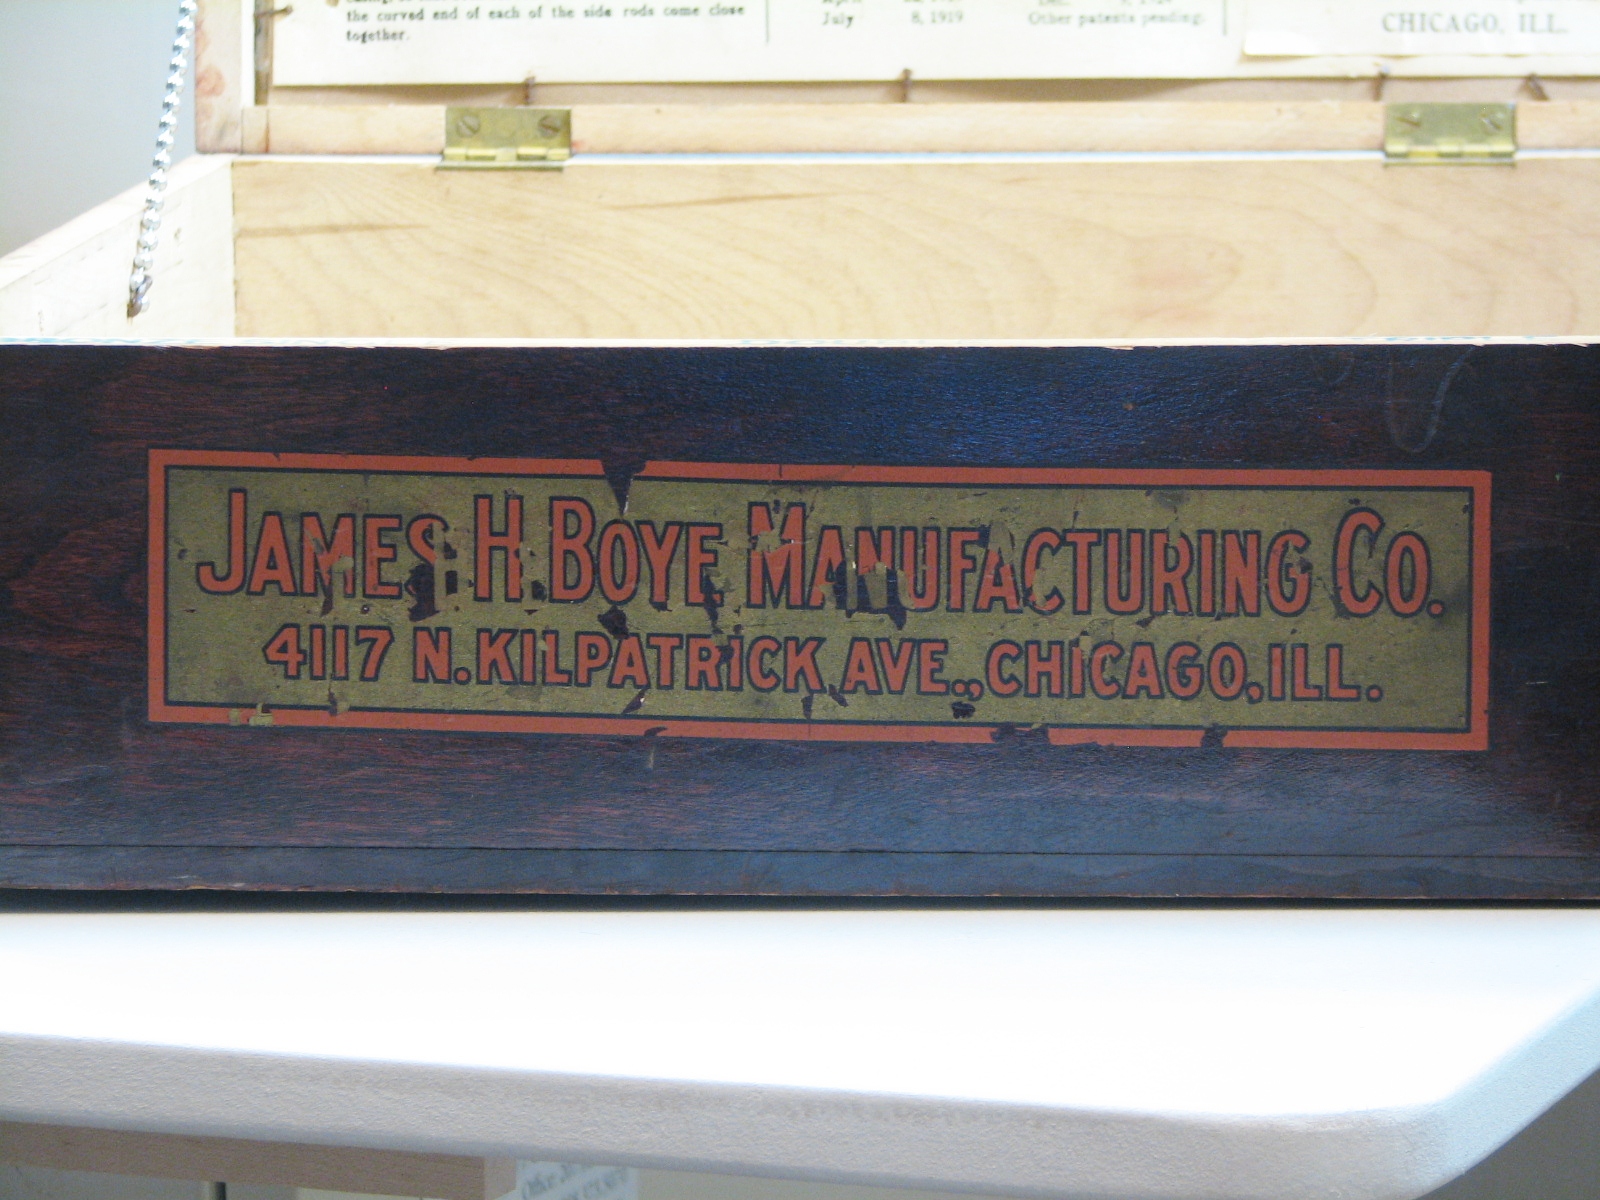 the curved end of each of the side rods come close
together.
July 8, 1919
Other patents pending.
CHICAGO, ILL.
JAMES H. BOYE MANUFACTURING CO.
4117 N. KILPATRICK AVE., CHICAGO, ILL.